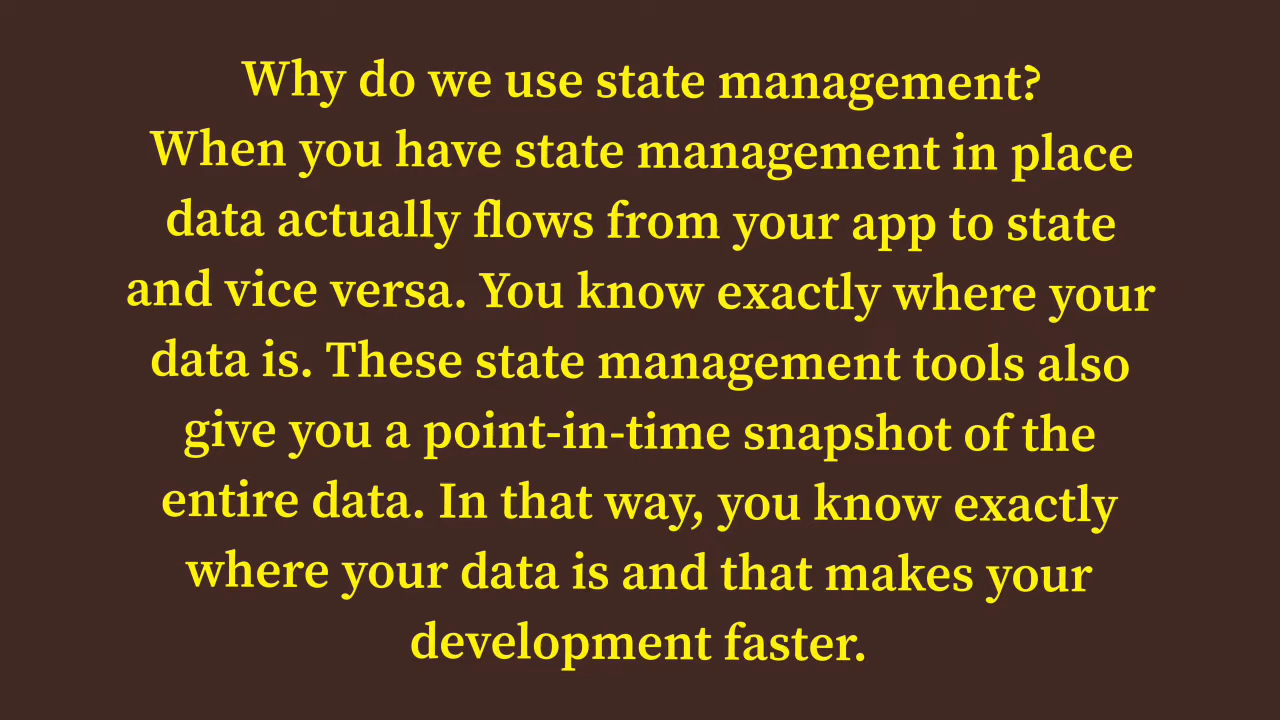 Why do we use state management?
When you have state management in place
data actually flows from your app to state
and vice versa. You know exactly where your
data is. These state management tools also
give you a point-in-time snapshot of the
entire data. In that way, you know exactly
where your data is and that makes your
development faster.